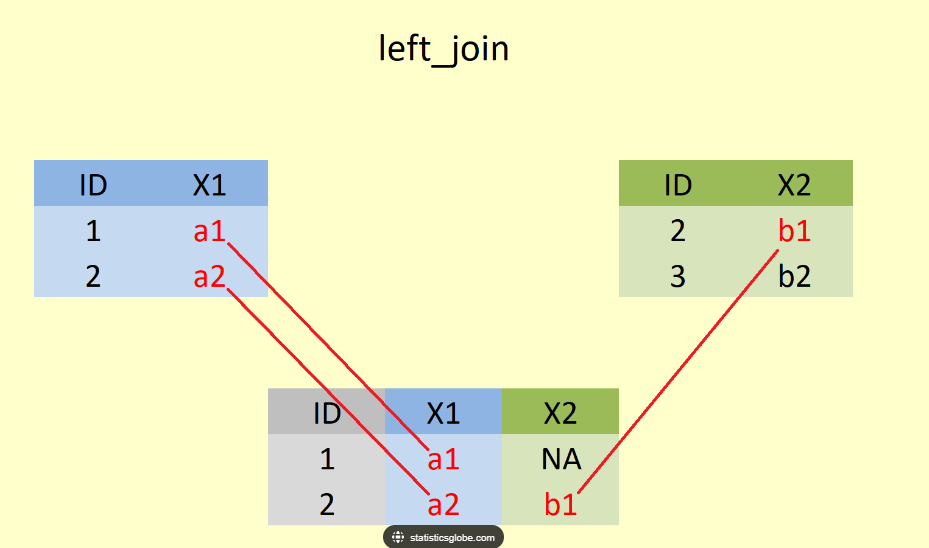 left_join
ID X1
1 a1
2 a2
ID X2
2 b1
3 b2
ID X1 X2
1 a1 NA
2 a2 b1
statisticsglobe.com